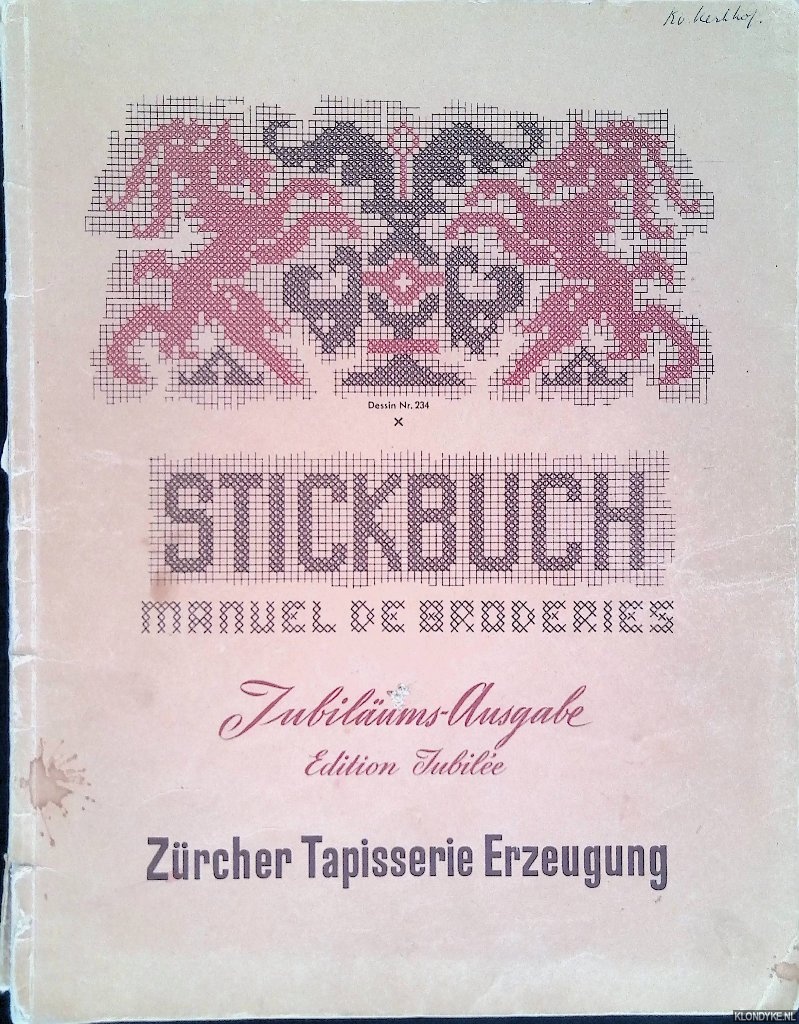 Dessin Nr. 234
STICKBUCH
MANUEL DE BRODERIES
Jubiläums-Ausgabe
Edition Jubilée
Zürcher Tapisserie Erzeugung
KLONDYKE.NL